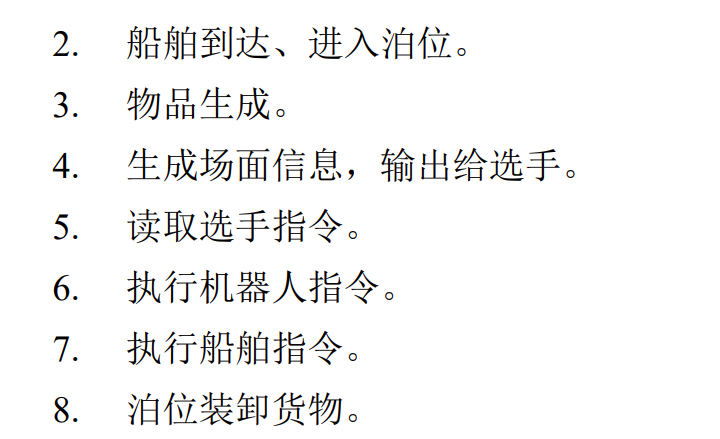 2. 船舶到达、进入泊位。
3. 物品生成。
4. 生成场面信息，输出给选手。
5. 读取选手指令。
6. 执行机器人指令。
7. 执行船舶指令。
8. 泊位装卸货物。